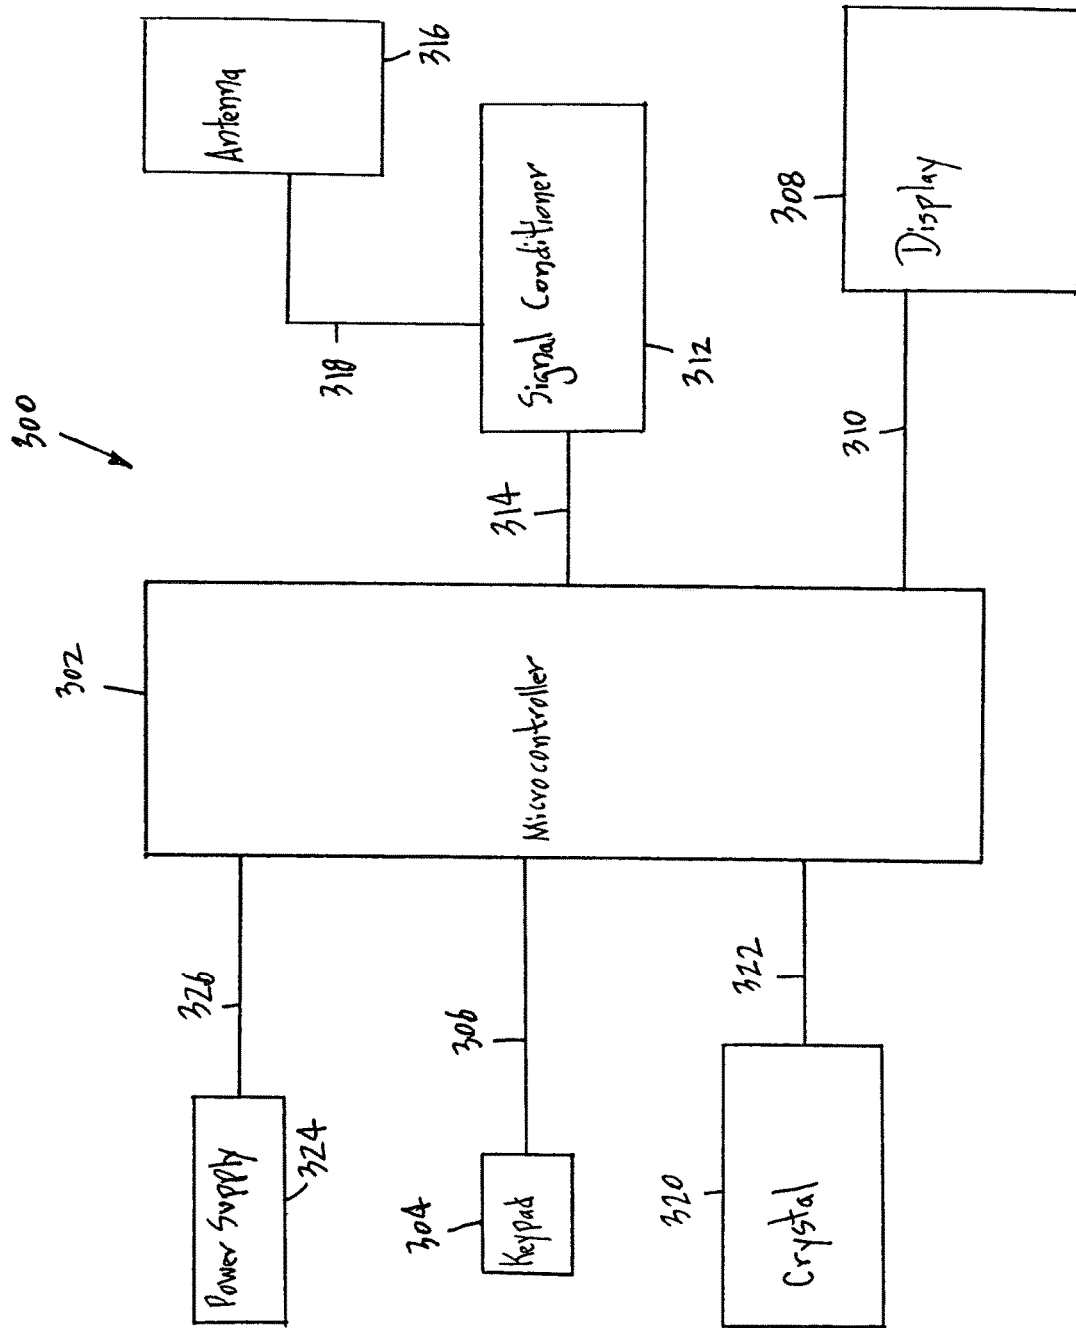 300
302
326
Power Supply
Antenna
324
318
316
304
306
314
Keypad
Microcontroller
Signal Conditioner
312
320
322
308
Crystal
310
Display